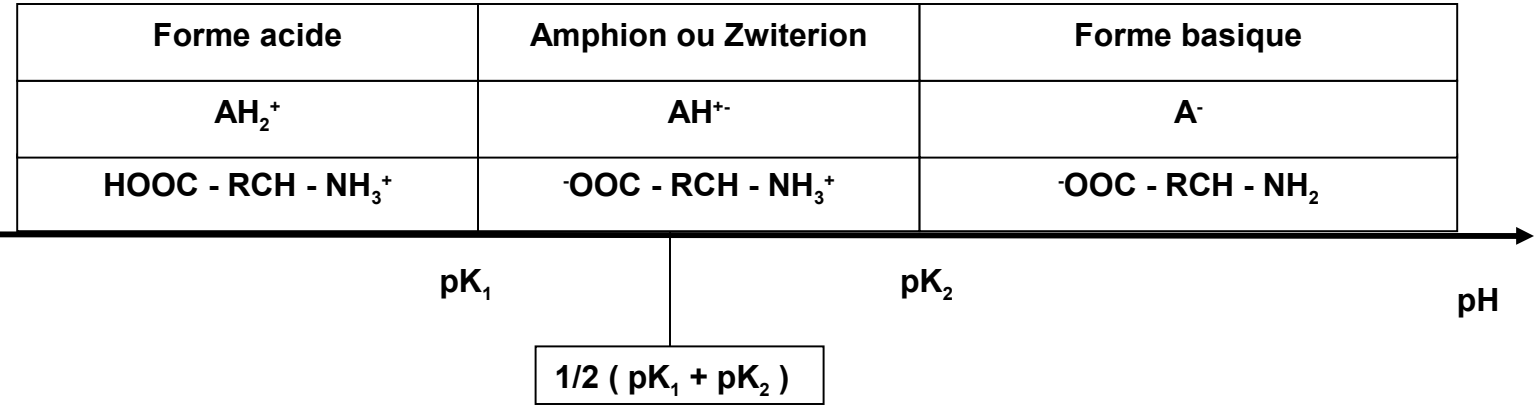 Forme acide Amphion ou Zwiterion Forme basique
AH₂⁺ AH⁺⁻ A⁻
HOOC - RCH - NH₃⁺ ⁻OOC - RCH - NH₃⁺ ⁻OOC - RCH - NH₂
pK₁ pK₂ pH
1/2 ( pK₁ + pK₂ )